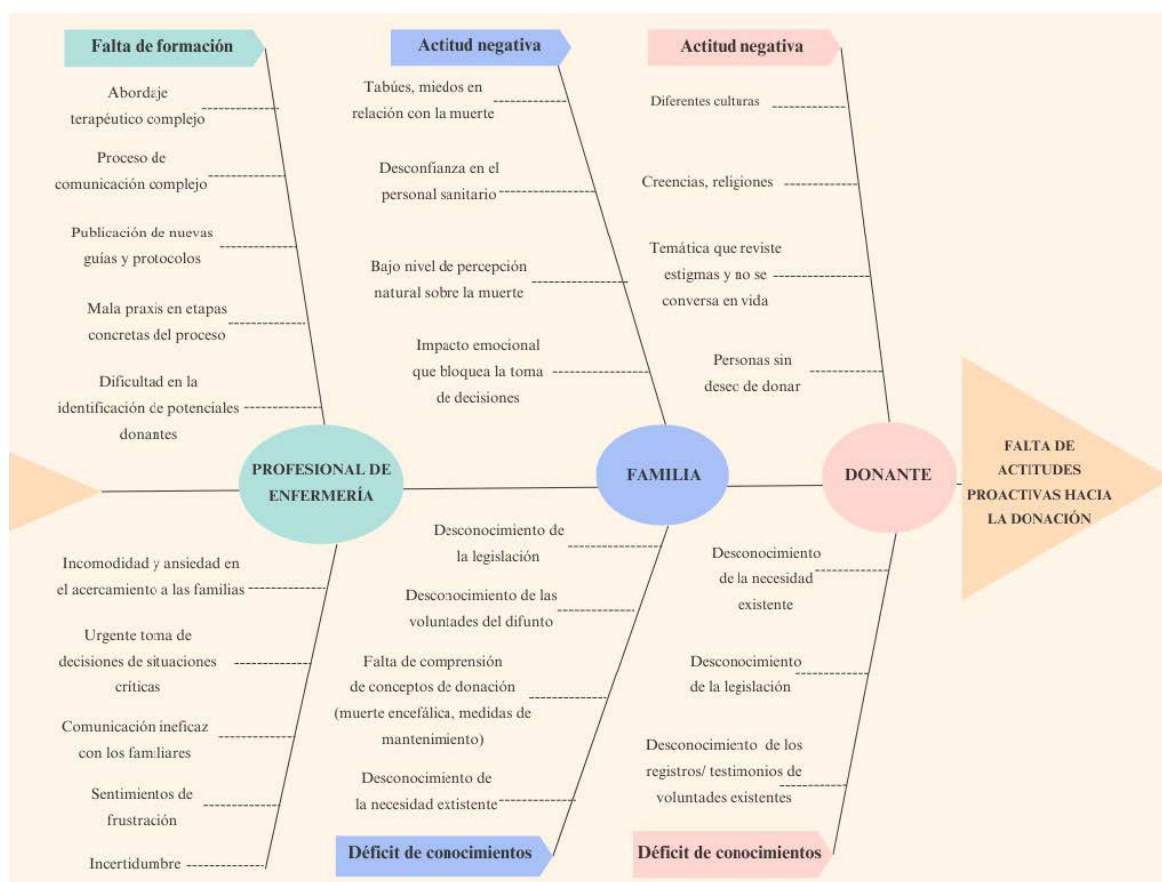 Falta de formación
Abordaje
terapéutico complejo
Proceso de
comunicación complejo
Publicación de nuevas
guías y protocolos
Mala praxis en etapas
concretas del proceso
Dificultad en la
identificación de potenciales
donantes
Actitud negativa
Tabúes, miedos en
relación con la muerte
Desconfianza en el
personal sanitario
Bajo nivel de percepción
natural sobre la muerte
Impacto emocional
que bloquea la toma
de decisiones
Actitud negativa
Diferentes culturas
Creencias, religiones
Temática que reviste
estigmas y no se
conversa en vida
Personas sin
deseo de donar
PROFESIONAL DE
ENFERMERÍA
FAMILIA
DONANTE
FALTA DE
ACTITUDES
PROACTIVAS HACIA
LA DONACIÓN
Incomodidad y ansiedad en
el acercamiento a las familias
Urgente toma de
decisiones de situaciones
críticas
Comunicación ineficaz
con los familiares
Sentimientos de
frustración
Incertidumbre
Desconocimiento de
la legislación
Desconocimiento de las
voluntades del difunto
Falta de comprensión
de conceptos de donación
(muerte encefálica, medidas de
mantenimiento)
Desconocimiento de
la necesidad extistente
Déficit de conocimientos
Desconocimiento
de la necesidad
existente
Desconocimiento
de la legislación
Desconocimiento de los
registros/ testimonios de
voluntades existentes
Déficit de conocimientos